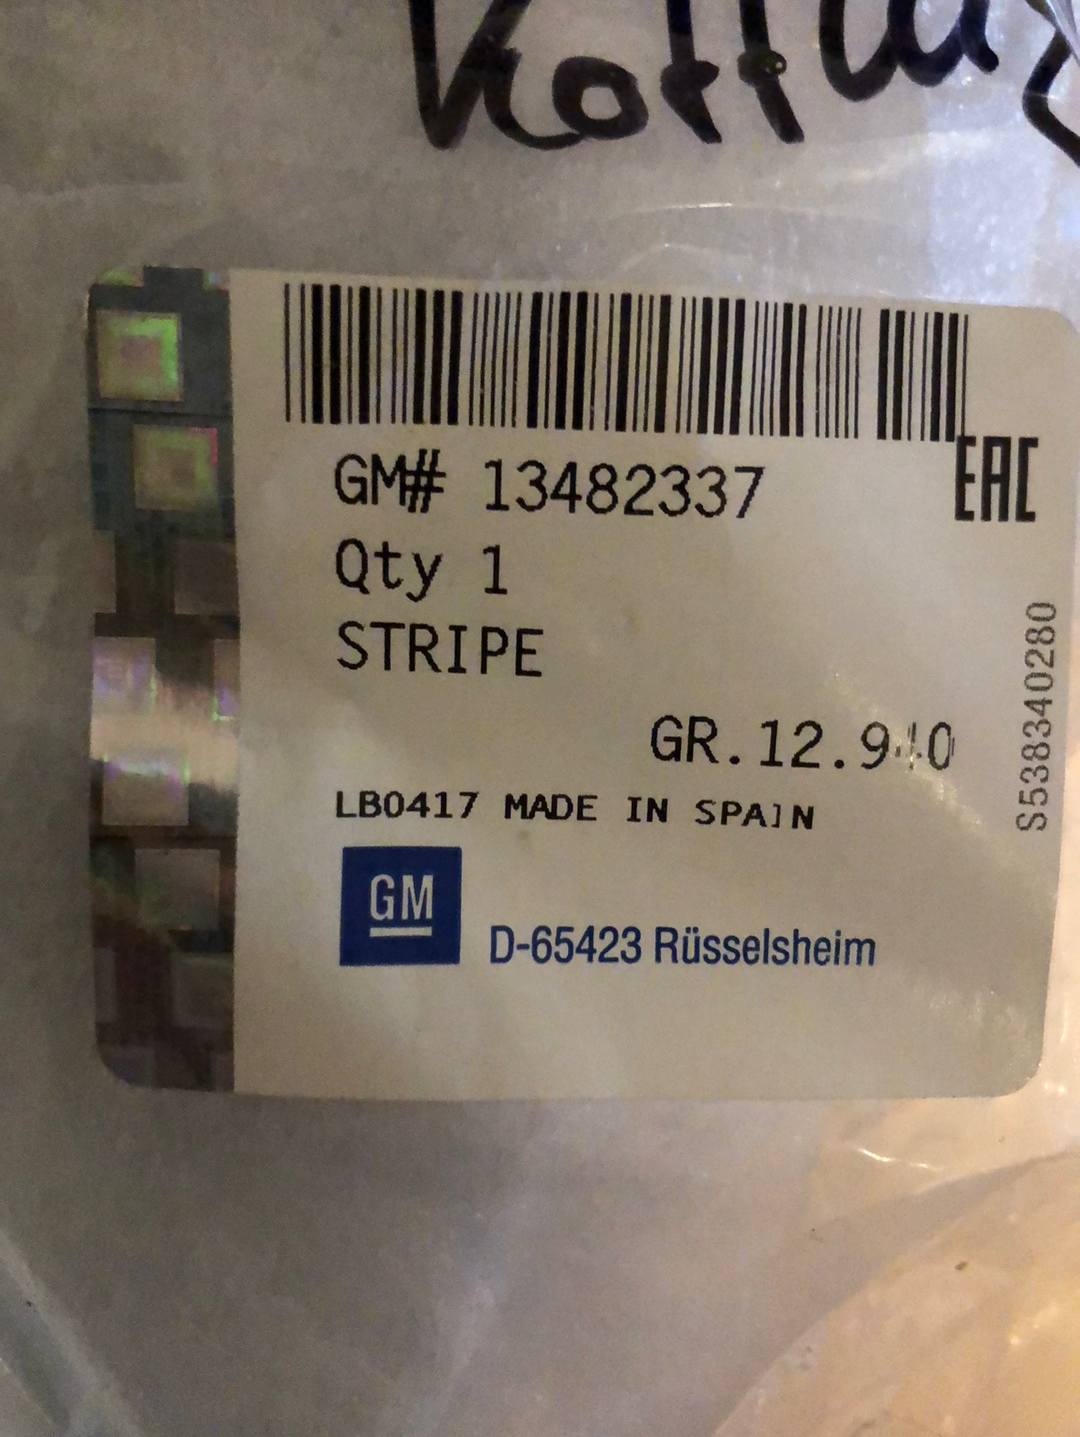 GM# 13482337
EAC
Qty 1
STRIPE
GR.12.940
LB0417 MADE IN SPAIN
S538340280
GM
D-65423 Rüsselsheim